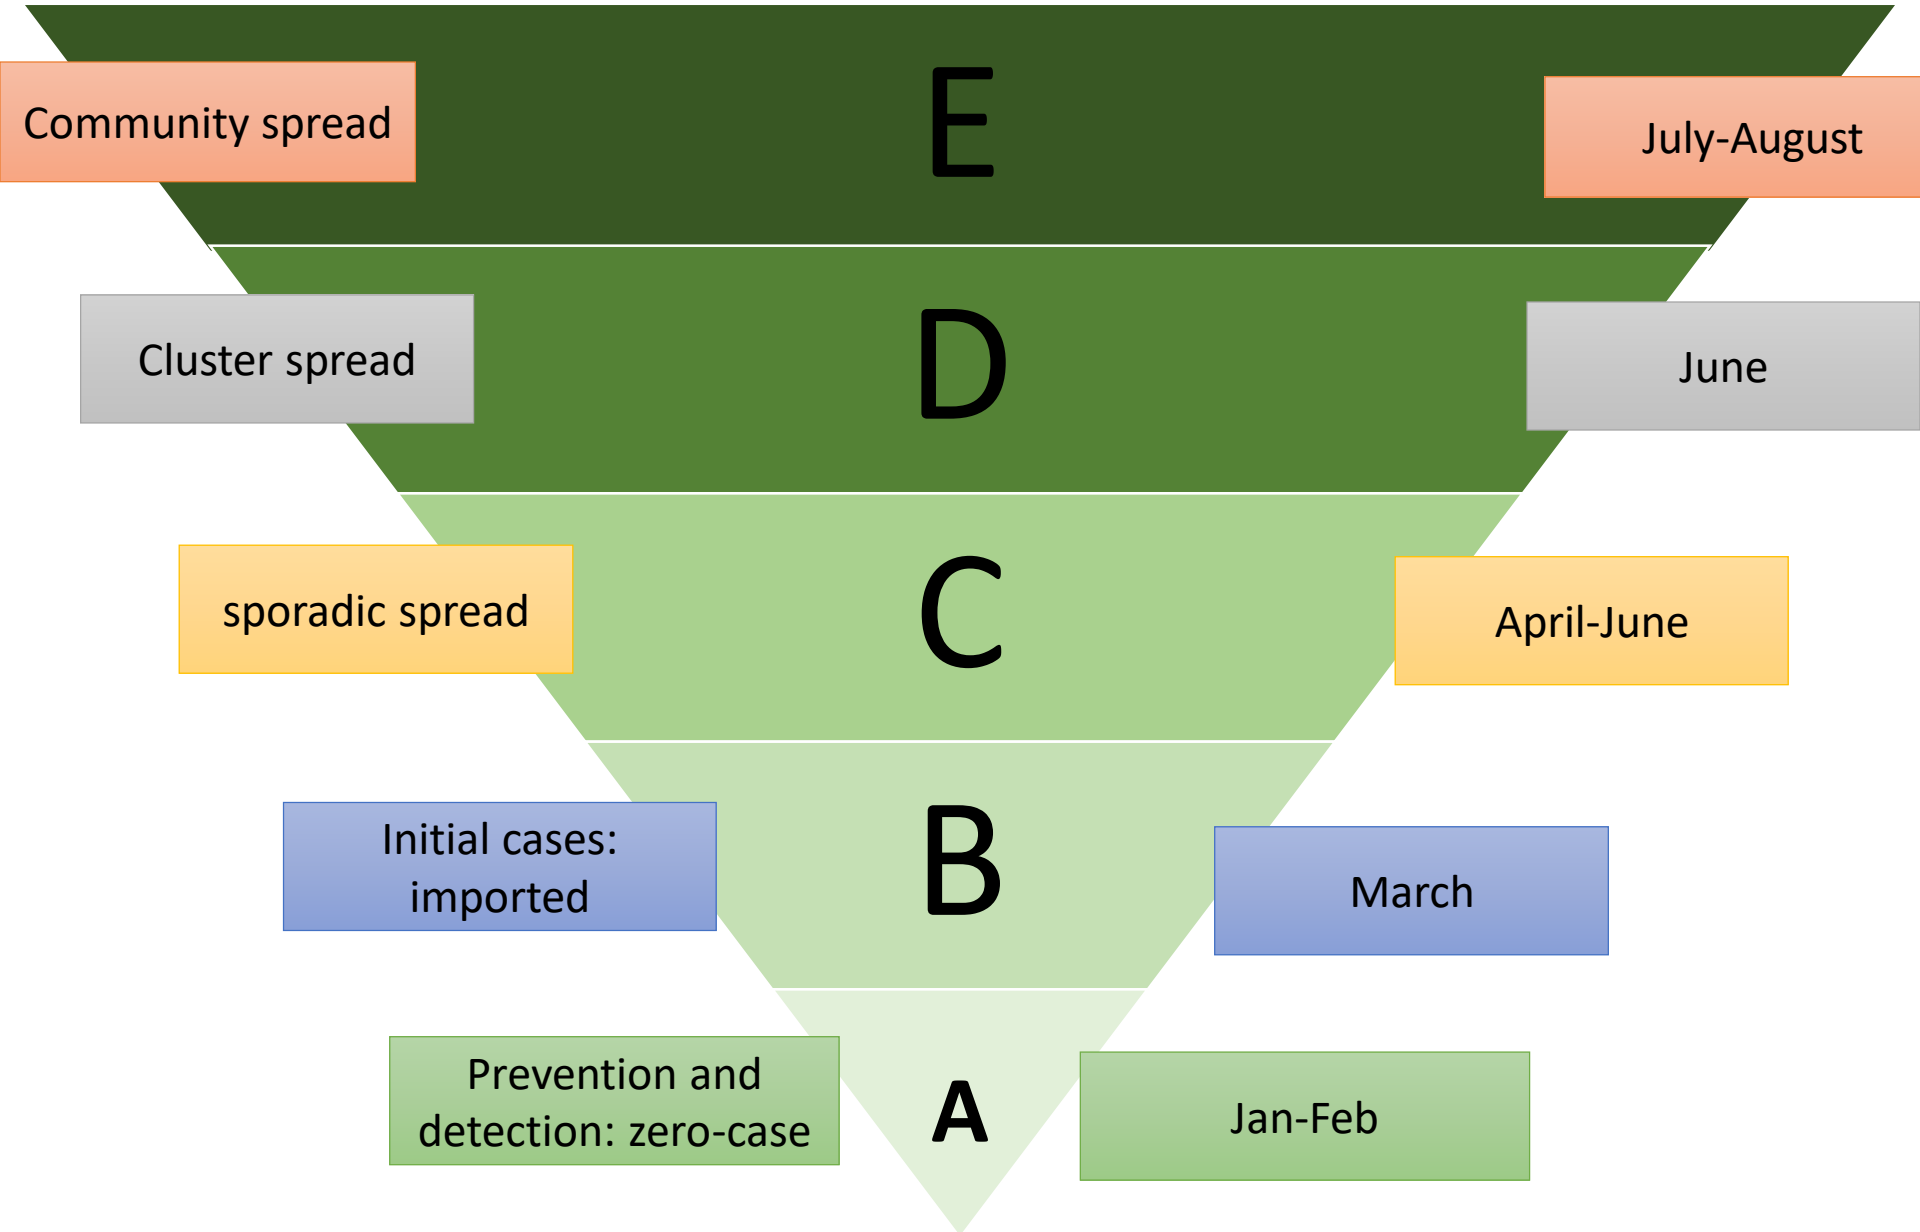 E
Community spread
July-August
D
Cluster spread
June
C
sporadic spread
April-June
B
Initial cases:
imported
March
A
Prevention and
detection: zero-case
Jan-Feb